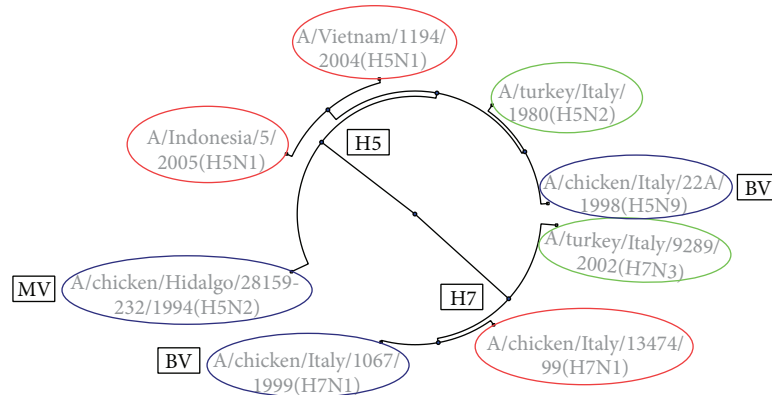 A/Vietnam/1194/
2004(H5N1)
A/turkey/Italy/
1980(H5N2)
A/Indonesia/5/
2005(H5N1)
H5
A/chicken/Italy/22A/
1998(H5N9)
BV
A/turkey/Italy/9289/
2002(H7N3)
MV
A/chicken/Hidalgo/28159-
232/1994(H5N2)
H7
A/chicken/Italy/13474/
99(H7N1)
BV
A/chicken/Italy/1067/
1999(H7N1)